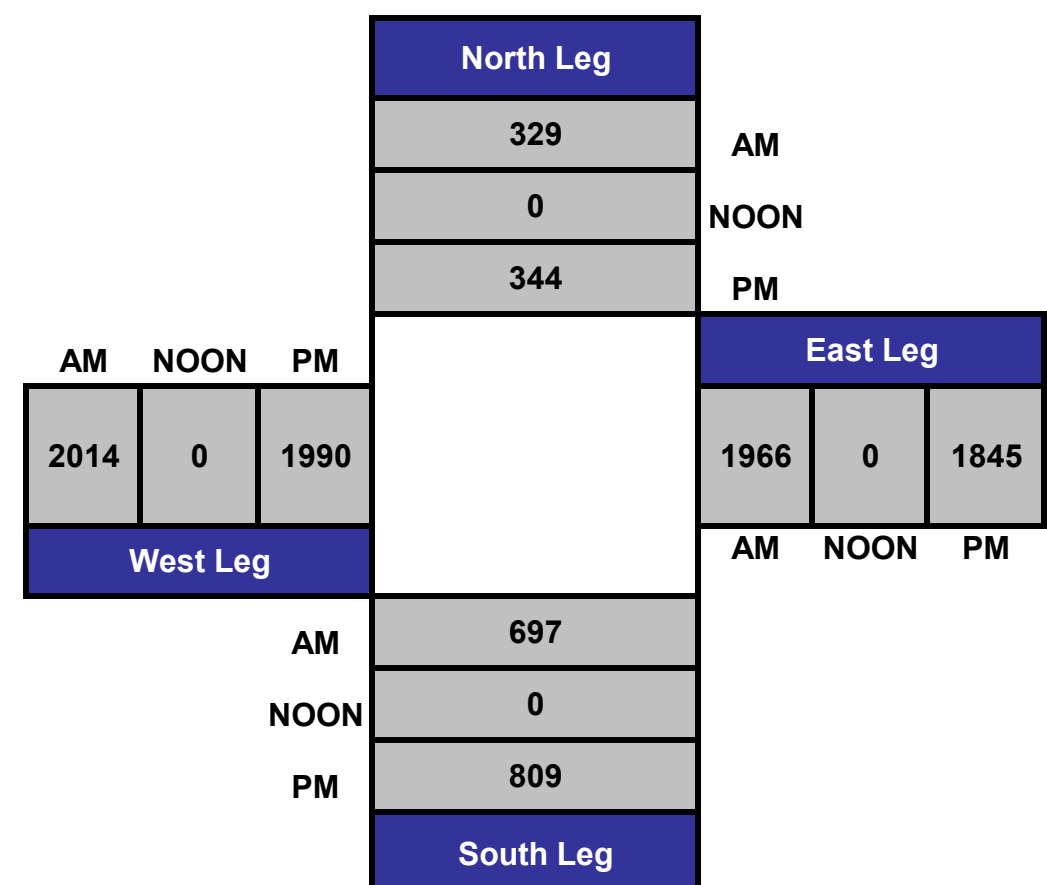 North Leg
329
AM
0
NOON
344
PM
East Leg
AM NOON PM
2014 0 1990
1966 0 1845
West Leg
AM NOON PM
AM
697
NOON
0
PM
809
South Leg